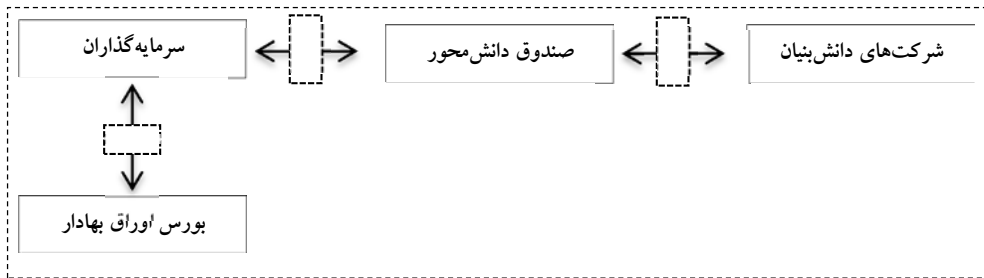 شرکت‌های دانش‌بنیان
صندوق دانش‌محور
سرمایه‌گذاران
بورس اوراق بهادار